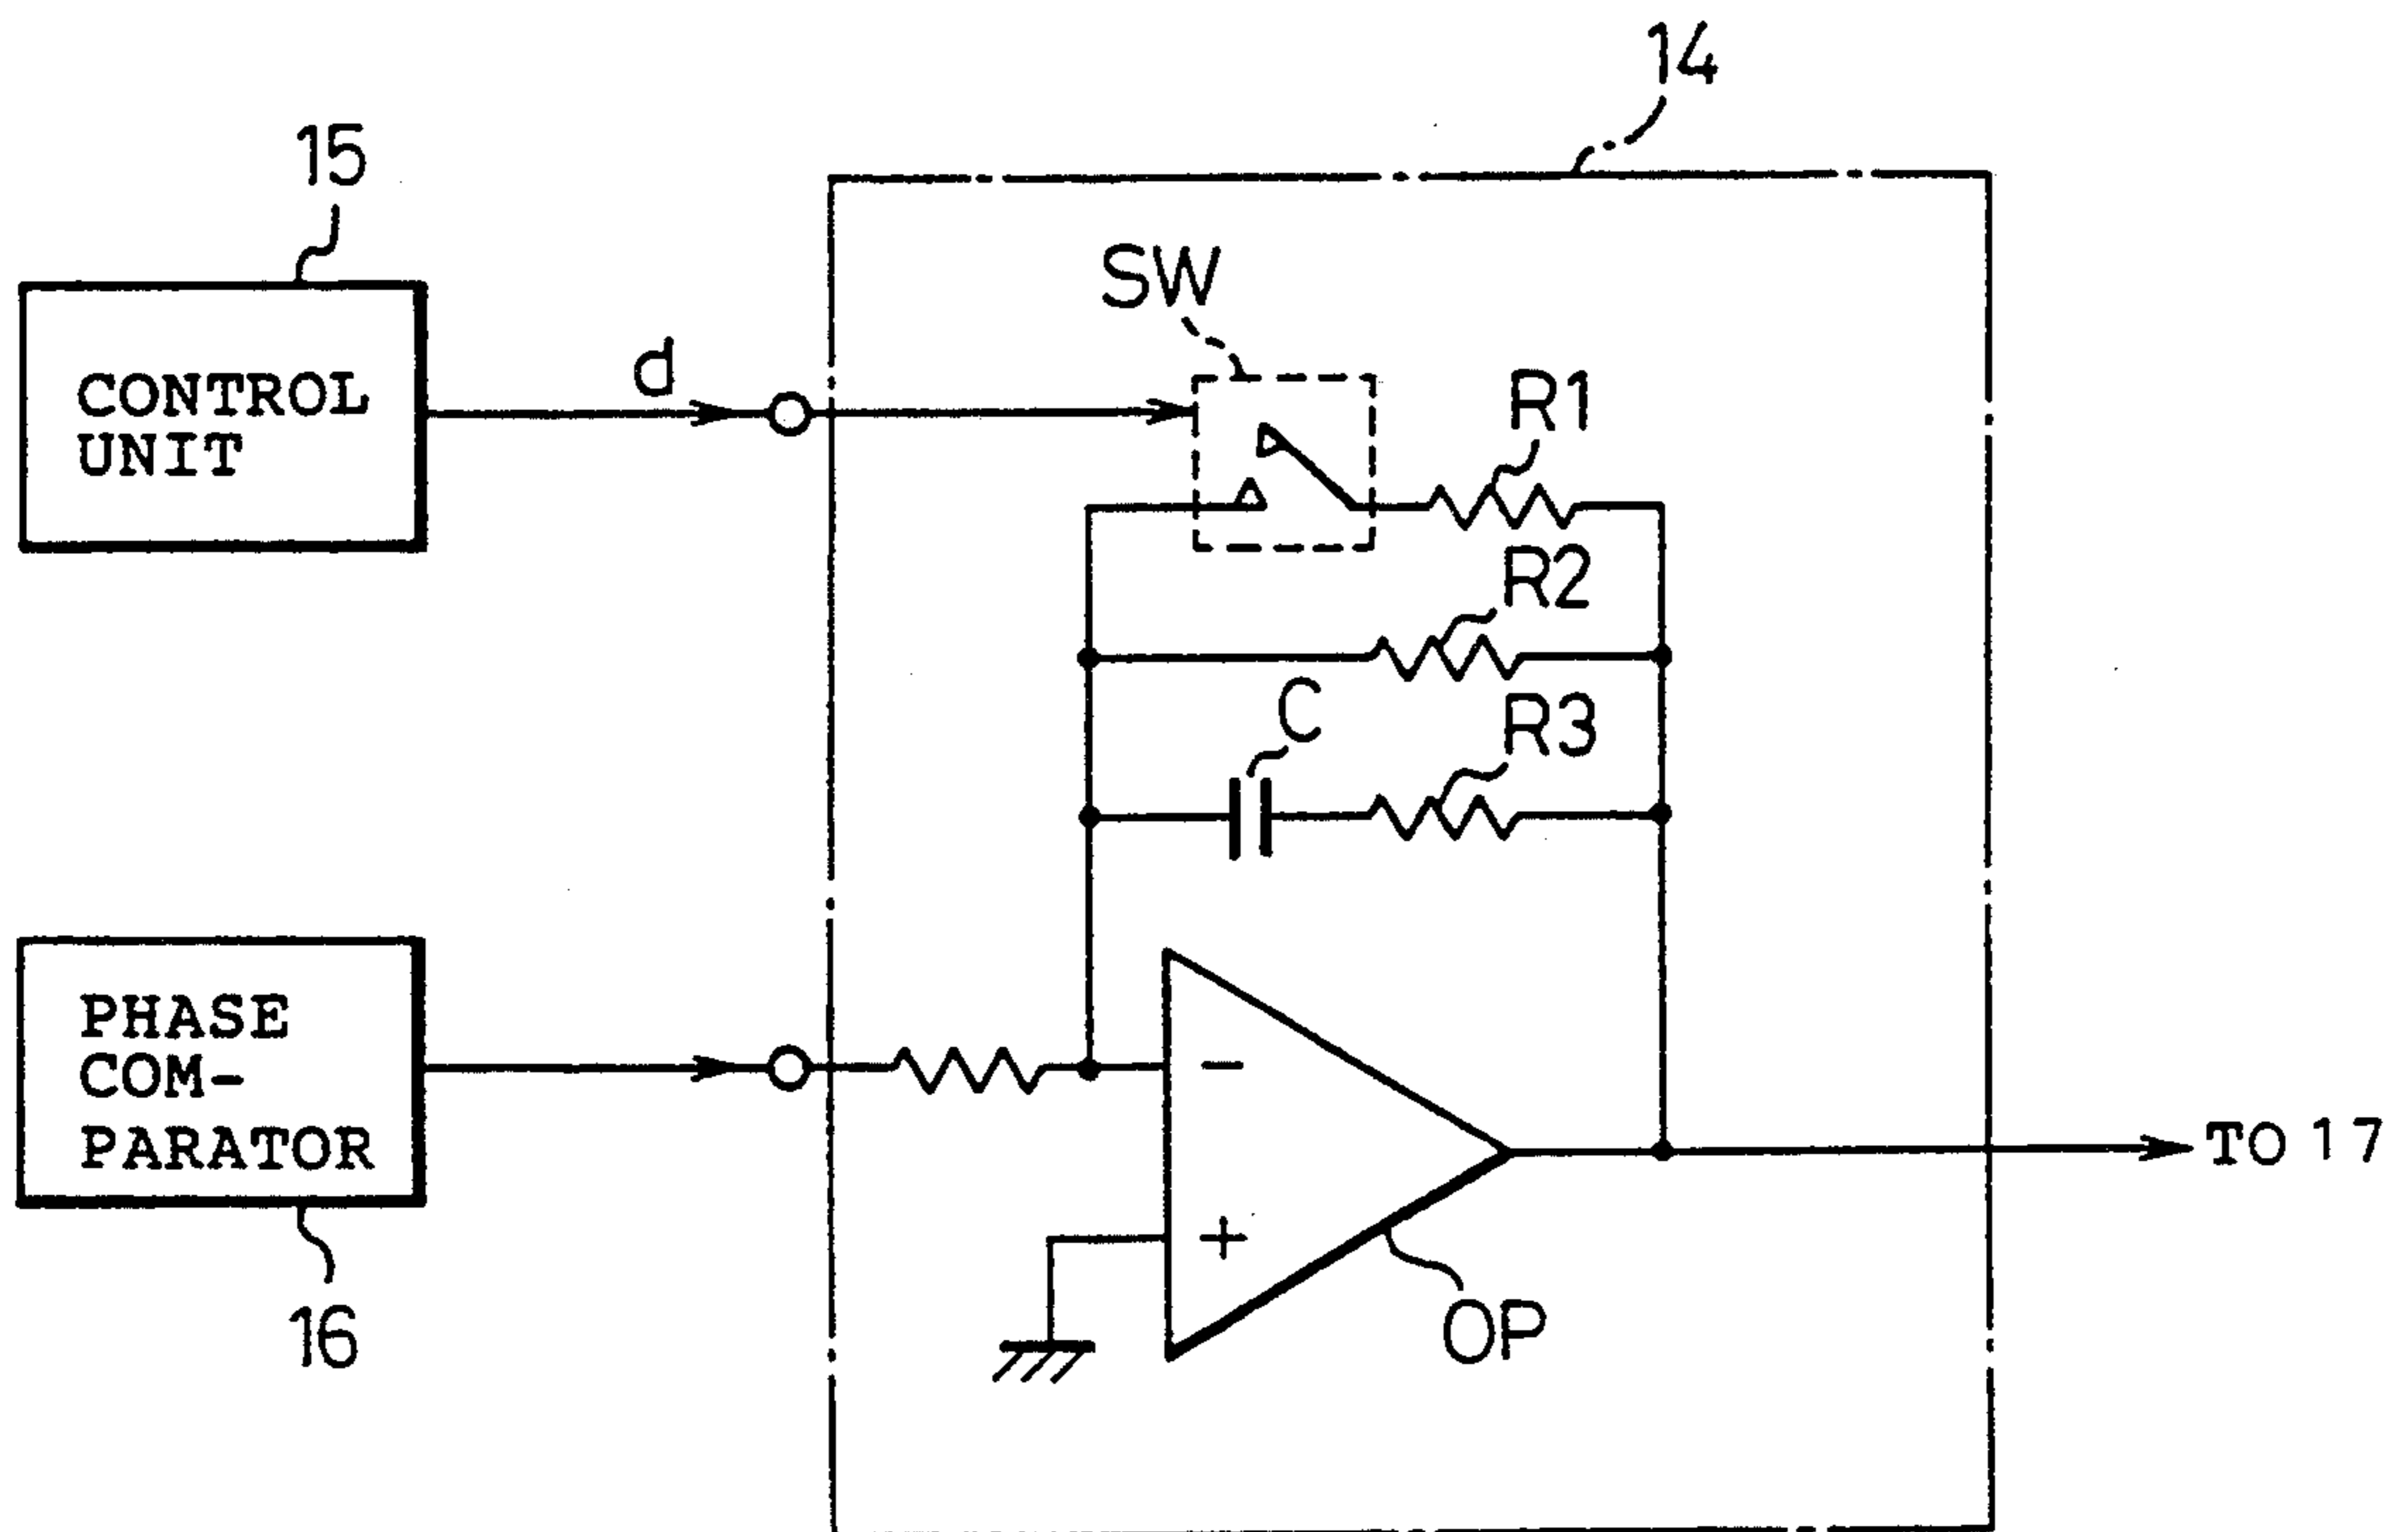 14
15
SW
CONTROL
UNIT
d
R1
R2
C
R3
PHASE
COM-
PARATOR
-
+
TO 17
16
OP